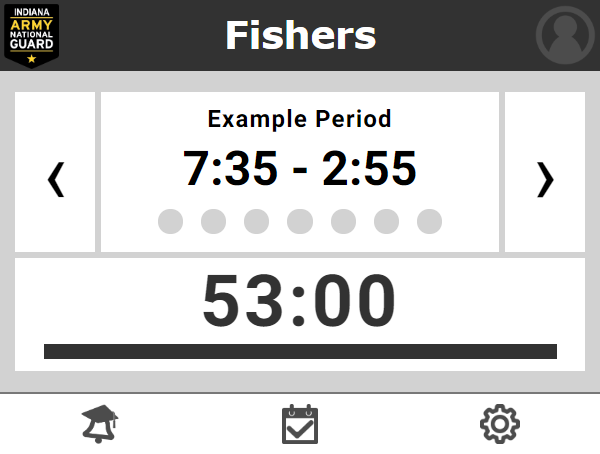 INDIANA
ARMY
NATIONAL
GUARD
Fishers
Example Period
7:35 - 2:55
53:00